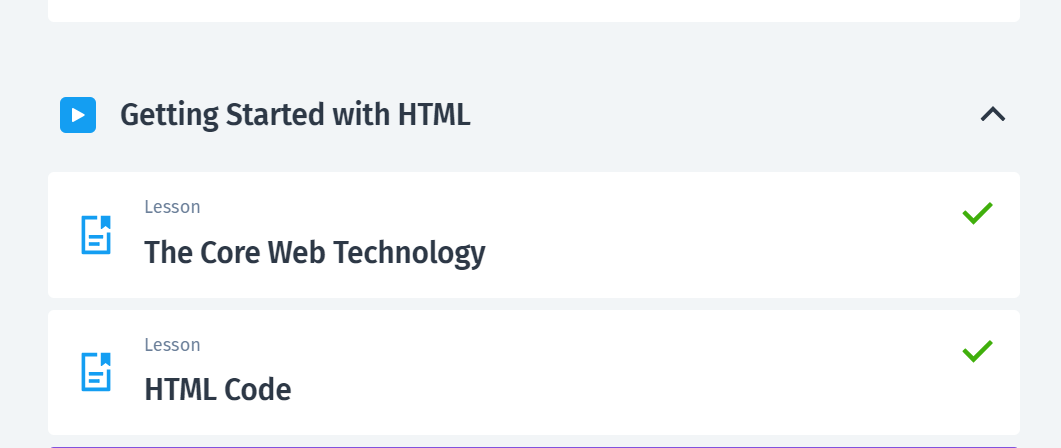 Getting Started with HTML
Lesson
The Core Web Technology
Lesson
HTML Code